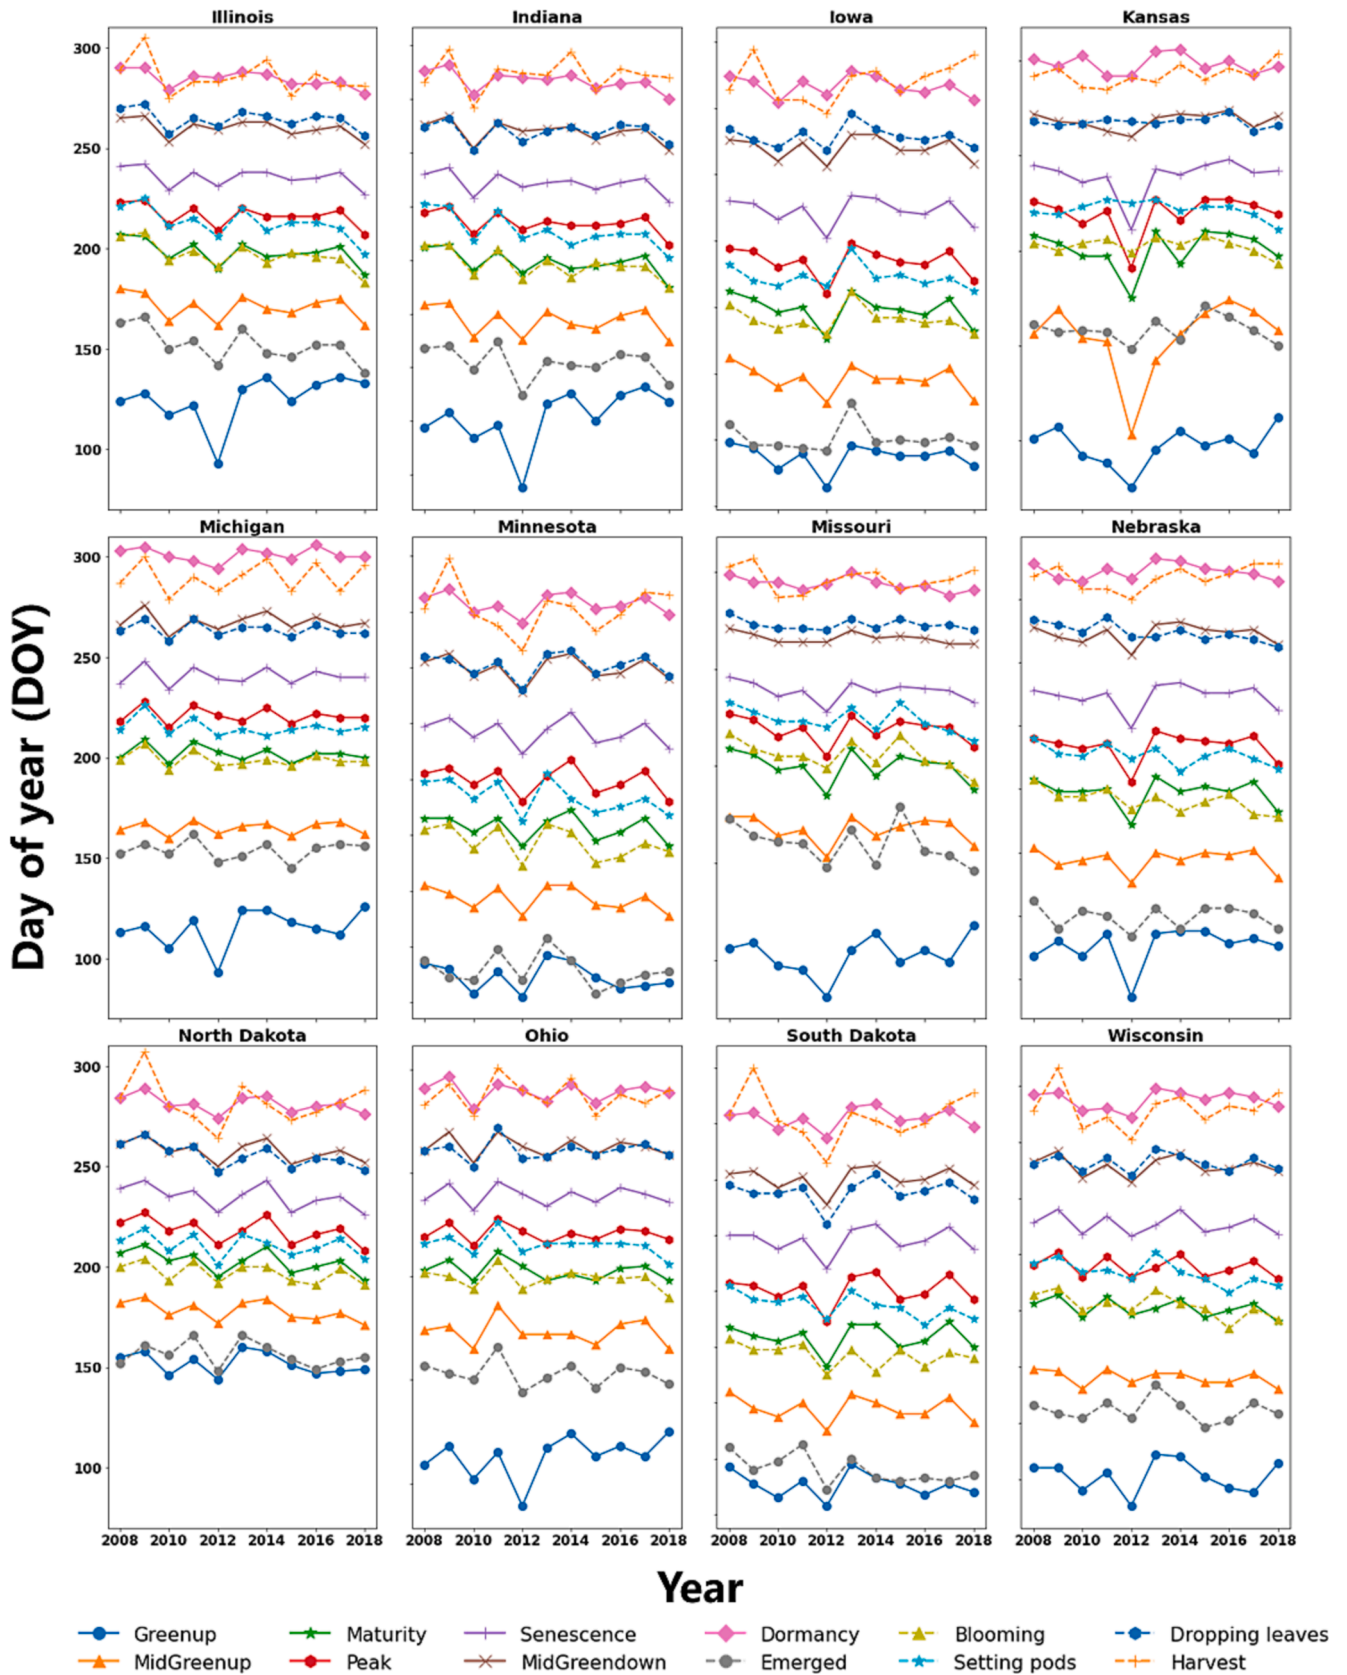 Illinois Indiana Iowa Kansas
300
250
200
150
100
Michigan Minnesota Missouri Nebraska
300
250
200
150
100
North Dakota Ohio South Dakota Wisconsin
300
250
200
150
100
2008 2010 2012 2014 2016 2018 2008 2010 2012 2014 2016 2018 2008 2010 2012 2014 2016 2018 2008 2010 2012 2014 2016 2018
Day of year (DOY)
Year
Greenup Maturity Senescence Dormancy Blooming Dropping leaves
MidGreenup Peak MidGreendown Emerged Setting pods Harvest